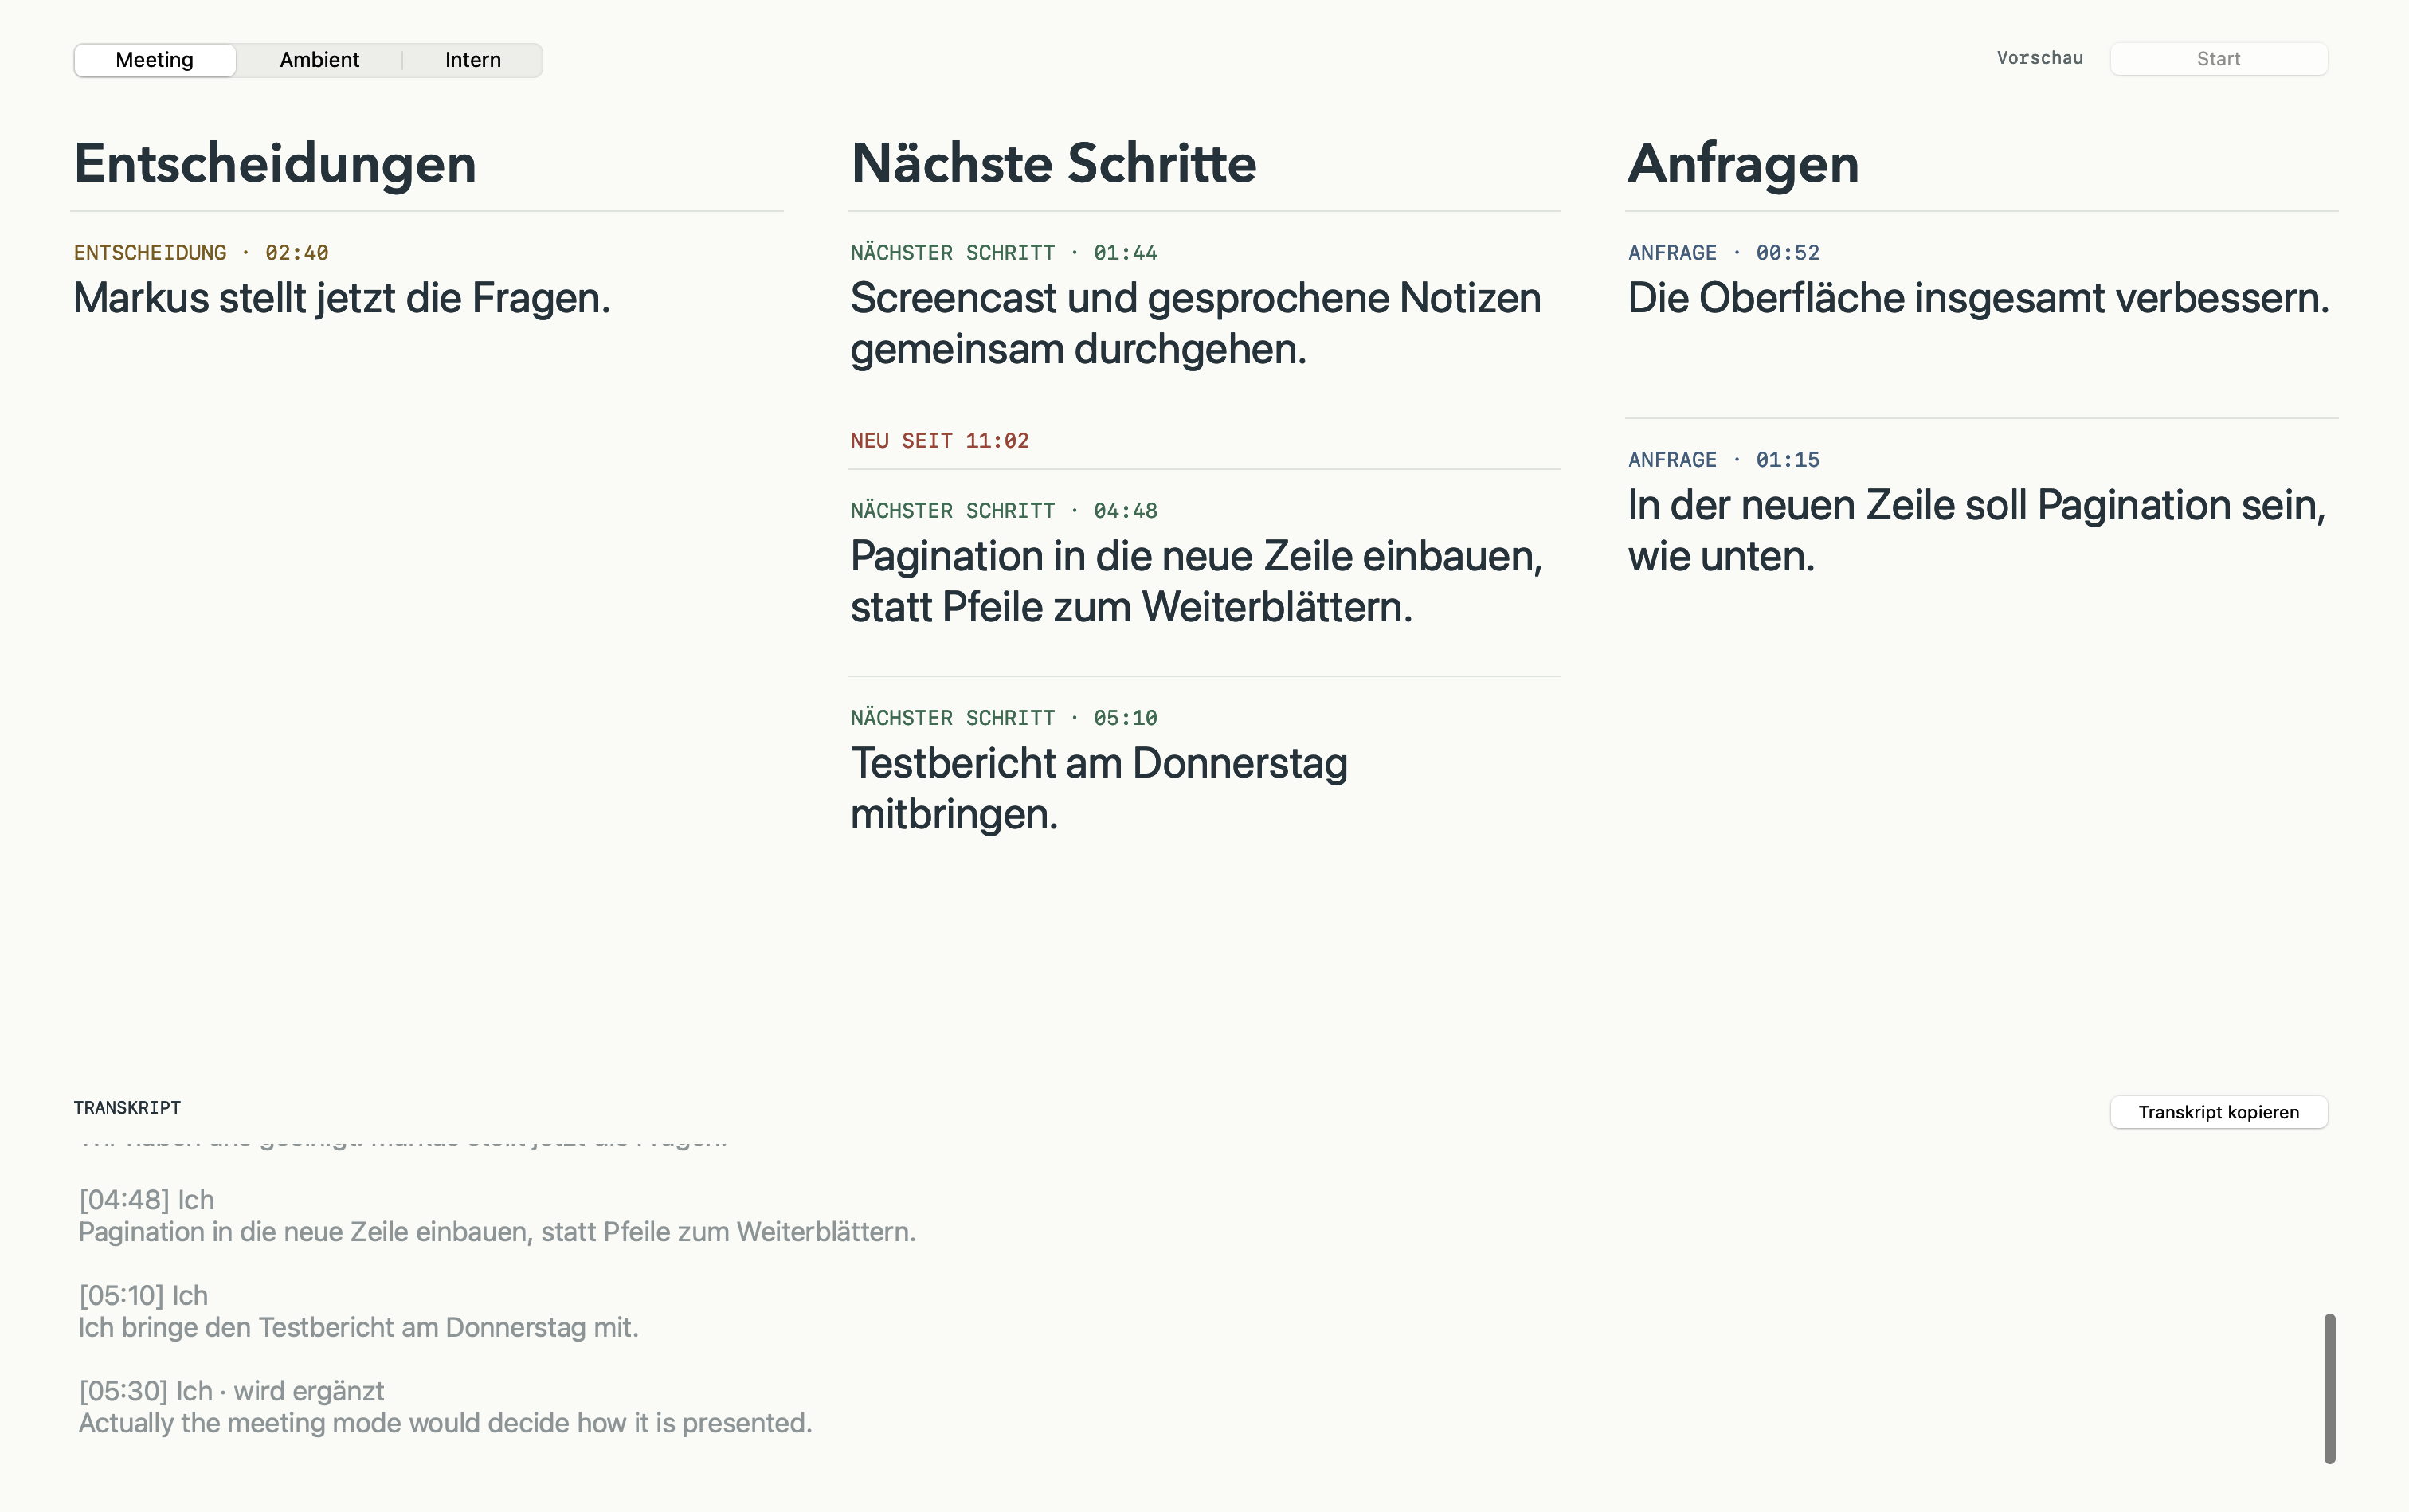 Meeting
Ambient
Intern
Vorschau
Start
Entscheidungen
ENTSCHEIDUNG · 02:40
Markus stellt jetzt die Fragen.
Nächste Schritte
NÄCHSTER SCHRITT · 01:44
Screencast und gesprochene Notizen
gemeinsam durchgehen.
NEU SEIT 11:02
NÄCHSTER SCHRITT · 04:48
Pagination in die neue Zeile einbauen,
statt Pfeile zum Weiterblättern.
NÄCHSTER SCHRITT · 05:10
Testbericht am Donnerstag
mitbringen.
Anfragen
ANFRAGE · 00:52
Die Oberfläche insgesamt verbessern.
ANFRAGE · 01:15
In der neuen Zeile soll Pagination sein,
wie unten.
TRANSKRIPT
Transkript kopieren
[04:48] Ich
Pagination in die neue Zeile einbauen, statt Pfeile zum Weiterblättern.
[05:10] Ich
Ich bringe den Testbericht am Donnerstag mit.
[05:30] Ich · wird ergänzt
Actually the meeting mode would decide how it is presented.